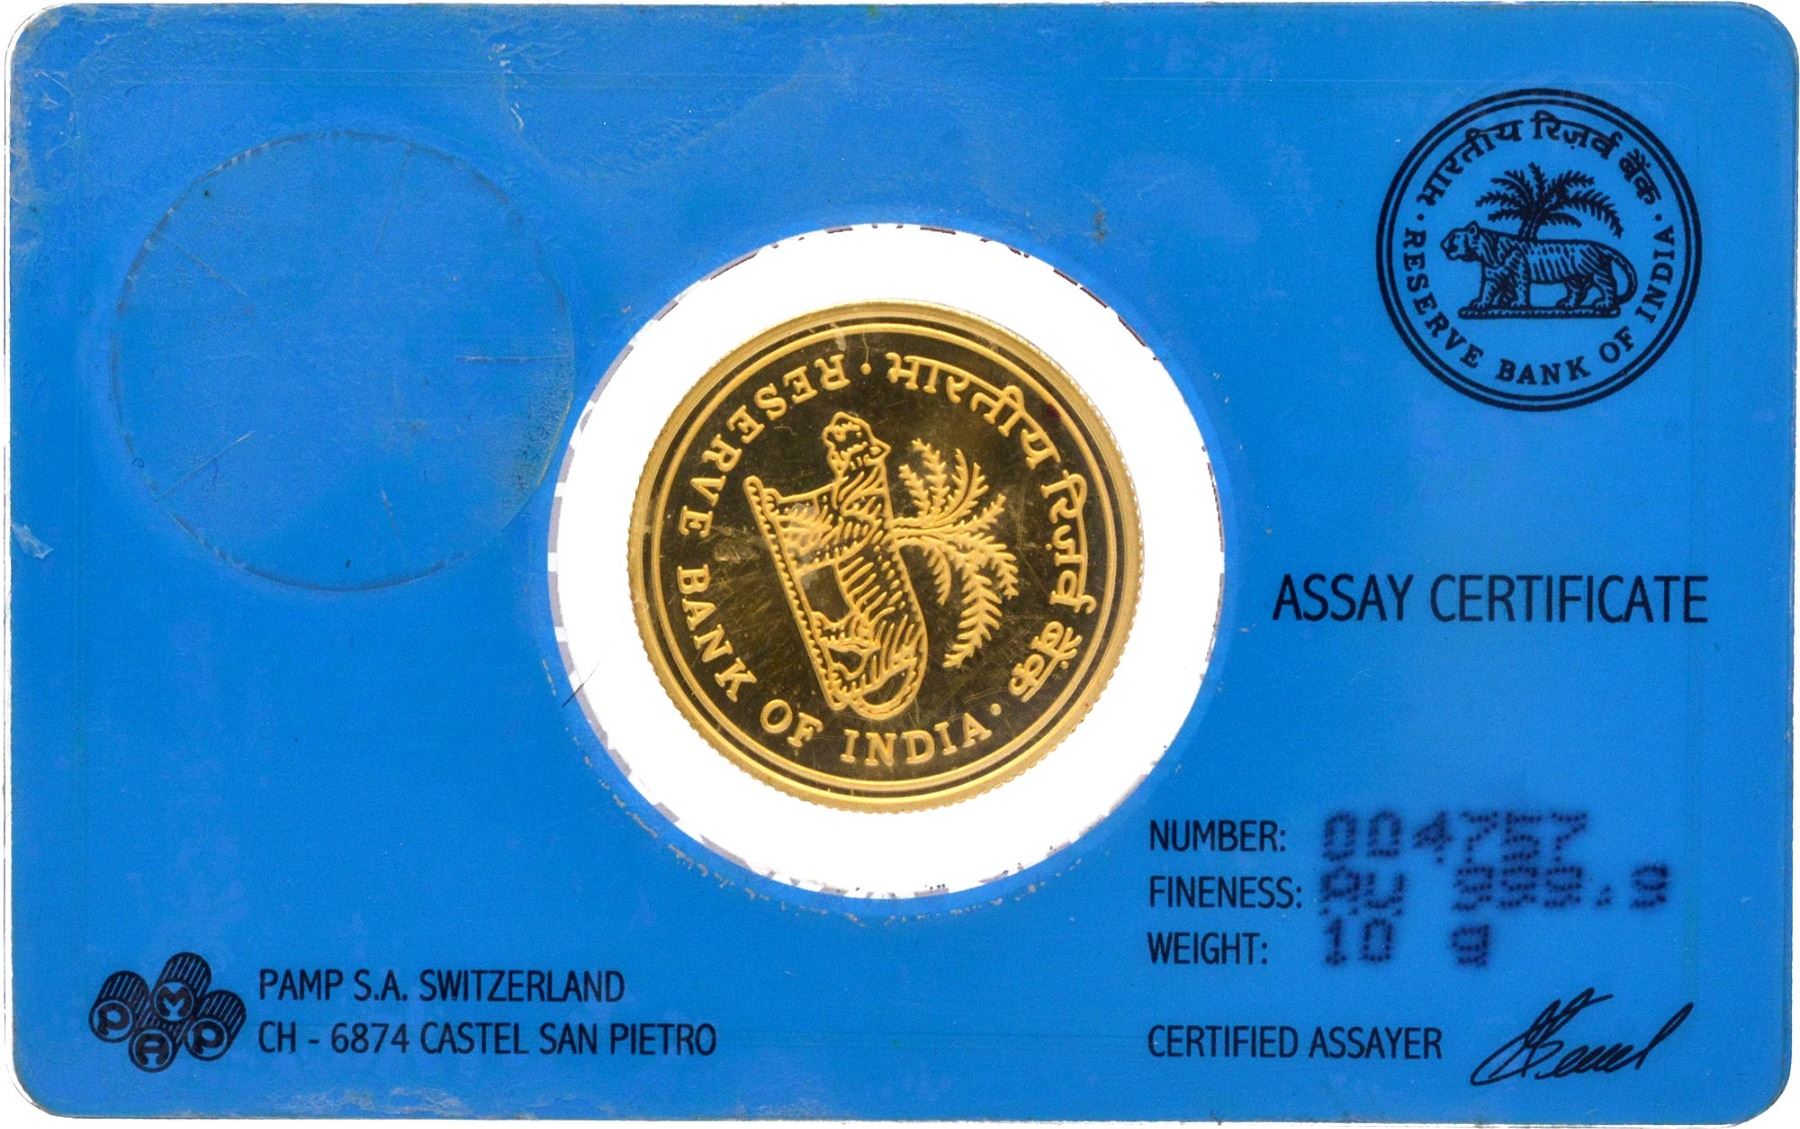 भारतीय रिज़र्व बैंक
RESERVE BANK OF INDIA
भारतीय रिज़र्व बैंक
RESERVE BANK OF INDIA
ASSAY CERTIFICATE
NUMBER: 004757
FINENESS: AU 999.9
WEIGHT: 10 g
PAMP S.A. SWITZERLAND
CH - 6874 CASTEL SAN PIETRO
PAMP
CERTIFIED ASSAYER